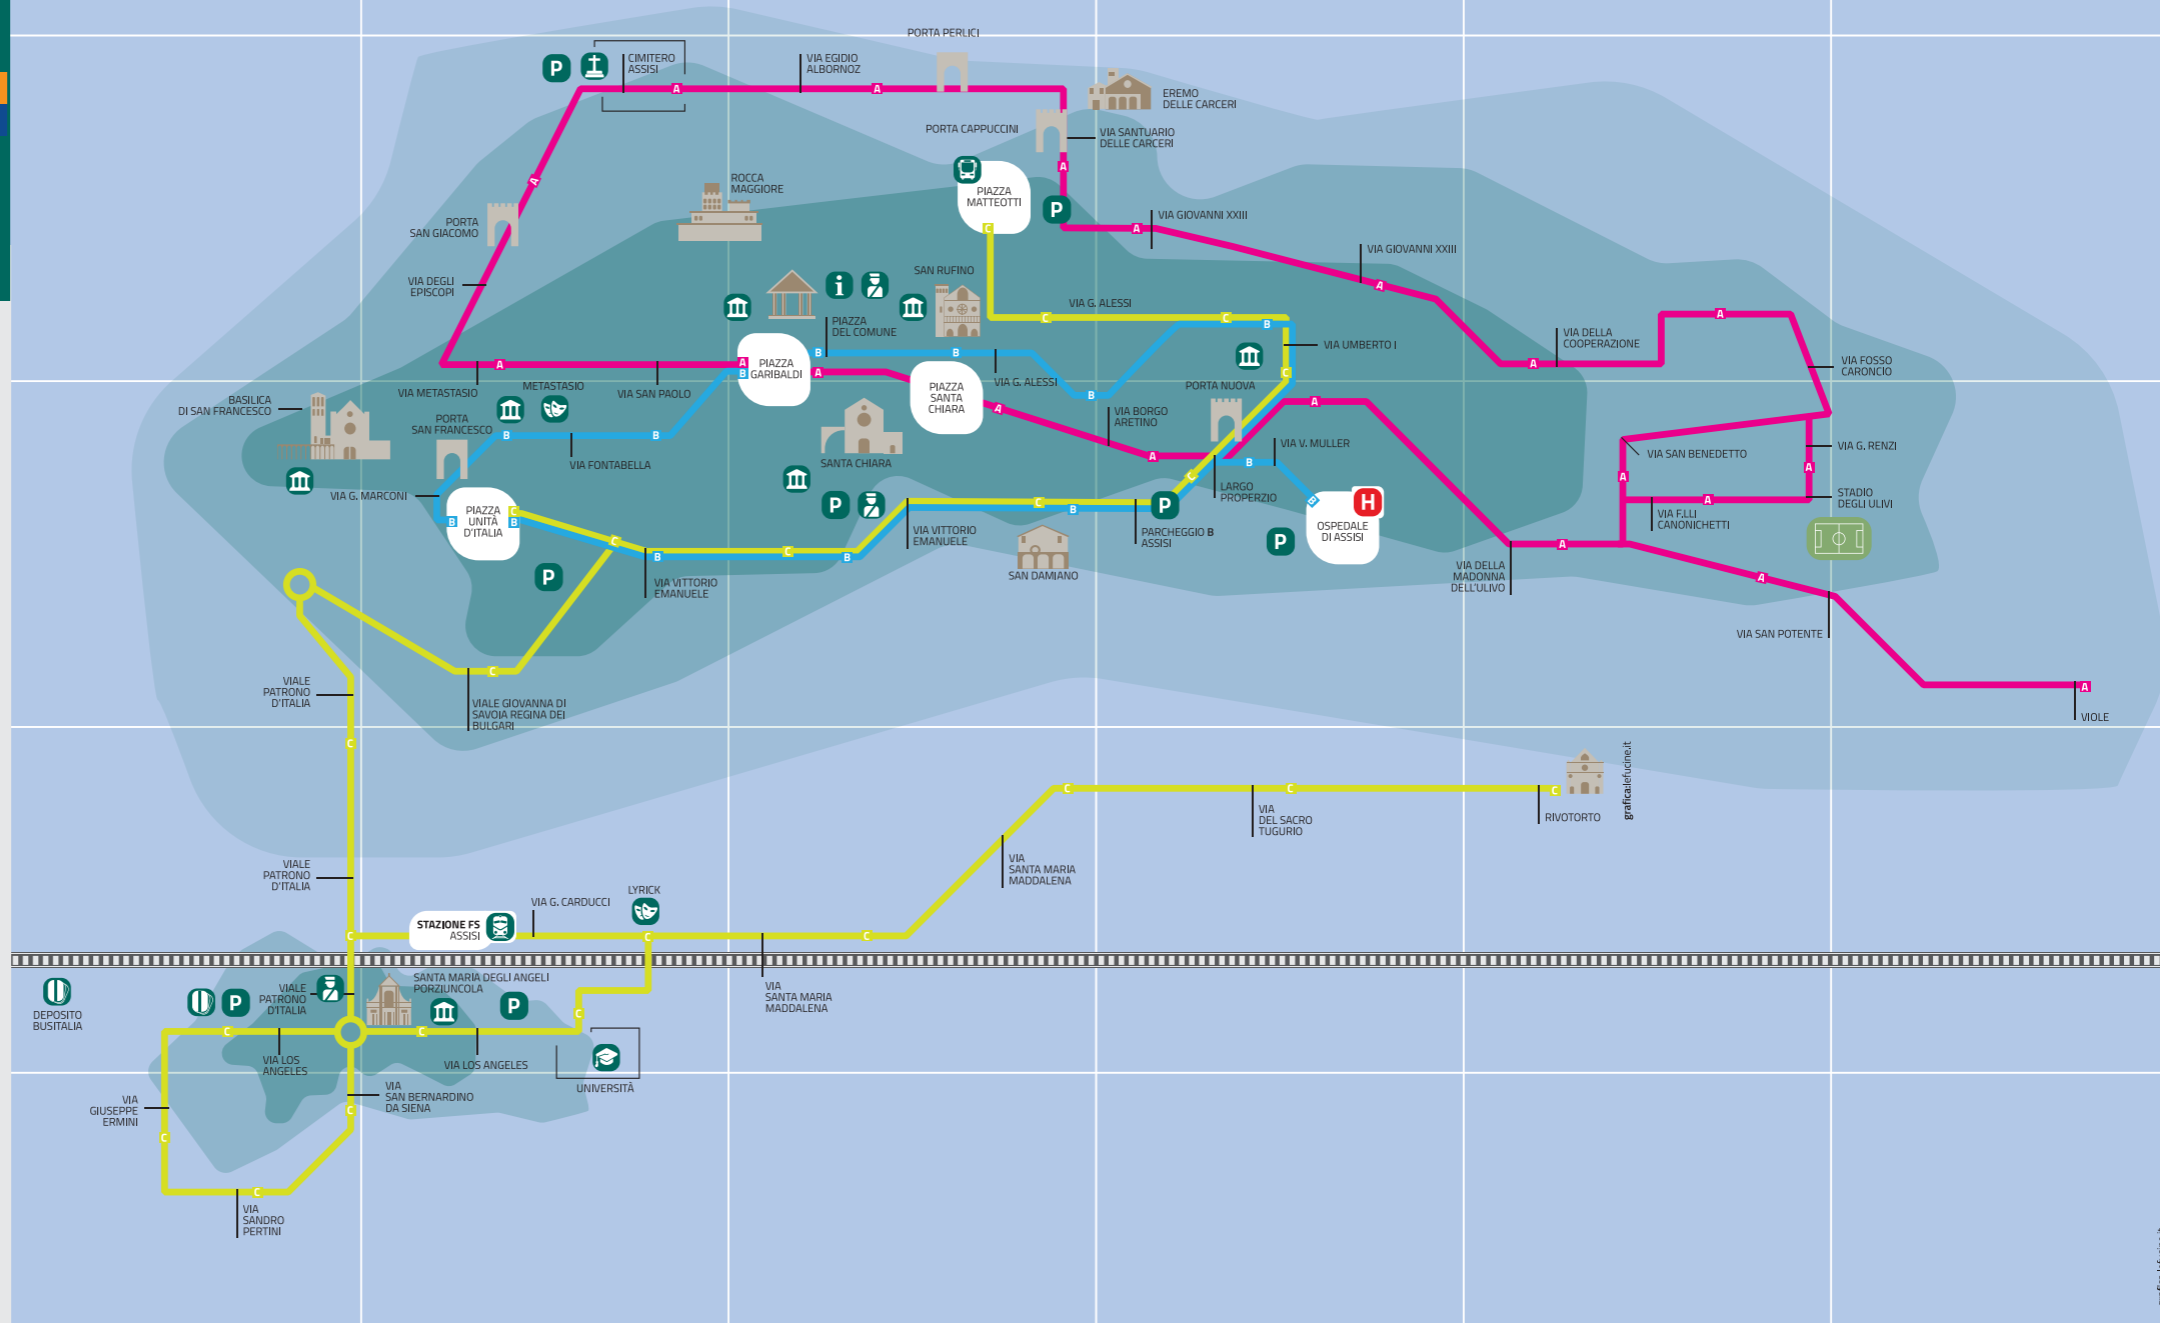 PORTA PERLICI
CIMITERO
ASSISI
VIA EGIDIO
ALBORNOZ
P
A
A
EREMO
DELLE CARCERI
PORTA CAPPUCCINI
VIA SANTUARIO
DELLE CARCERI
A
A
ROCCA
MAGGIORE
PIAZZA
MATTEOTTI
P
VIA GIOVANNI XXIII
A
C
PORTA
SAN GIACOMO
VIA GIOVANNI XXIII
A
VIA DEGLI
EPISCOPI
SAN RUFINO
i
VIA G. ALESSI
C
C
B
A
PIAZZA
DEL COMUNE
VIA DELLA
COOPERAZIONE
A
VIA UMBERTO I
B
B
A
A
B
PIAZZA
GARIBALDI
A
VIA FOSSO
CARONCIO
VIA METASTASIO
METASTASIO
VIA SAN PAOLO
PIAZZA
SANTA
CHIARA
VIA G. ALESSI
B
PORTA NUOVA
C
BASILICA
DI SAN FRANCESCO
PORTA
SAN FRANCESCO
A
VIA BORGO
ARETINO
A
B
B
VIA FONTABELLA
SANTA CHIARA
A
VIA V. MULLER
B
VIA SAN BENEDETTO
VIA G. RENZI
A
A
VIA G. MARCONI
PIAZZA
UNITÀ
D'ITALIA
B
C
B
C
LARGO
PROPERZIO
B
H
OSPEDALE
DI ASSISI
A
VIA F.LLI
CANONICHETTI
STADIO
DEGLI ULIVI
P
C
B
P
PARCHEGGIO B
ASSISI
VIA VITTORIO
EMANUELE
P
C
B
C
B
VIA VITTORIO
EMANUELE
P
SAN DAMIANO
A
VIA DELLA
MADONNA
DELL'ULIVO
A
VIA SAN POTENTE
VIALE
PATRONO
D'ITALIA
C
VIALE GIOVANNA DI
SAVOIA REGINA DEI
BULGARI
A
VIOLE
C
grafica:lefucine.it
C
C
C
VIA
DEL SACRO
TUGURIO
RIVOTORTO
VIA
SANTA MARIA
MADDALENA
VIALE
PATRONO
D'ITALIA
LYRICK
VIA G. CARDUCCI
STAZIONE FS
ASSISI
C
C
C
VIA
SANTA MARIA
MADDALENA
DEPOSITO
BUSITALIA
P
VIALE
PATRONO
D'ITALIA
SANTA MARIA DEGLI ANGELI
PORZIUNCOLA
P
C
C
C
VIA LOS
ANGELES
VIA LOS ANGELES
UNIVERSITÀ
VIA
GIUSEPPE
ERMINI
VIA
SAN BERNARDINO
DA SIENA
C
C
C
VIA
SANDRO
PERTINI